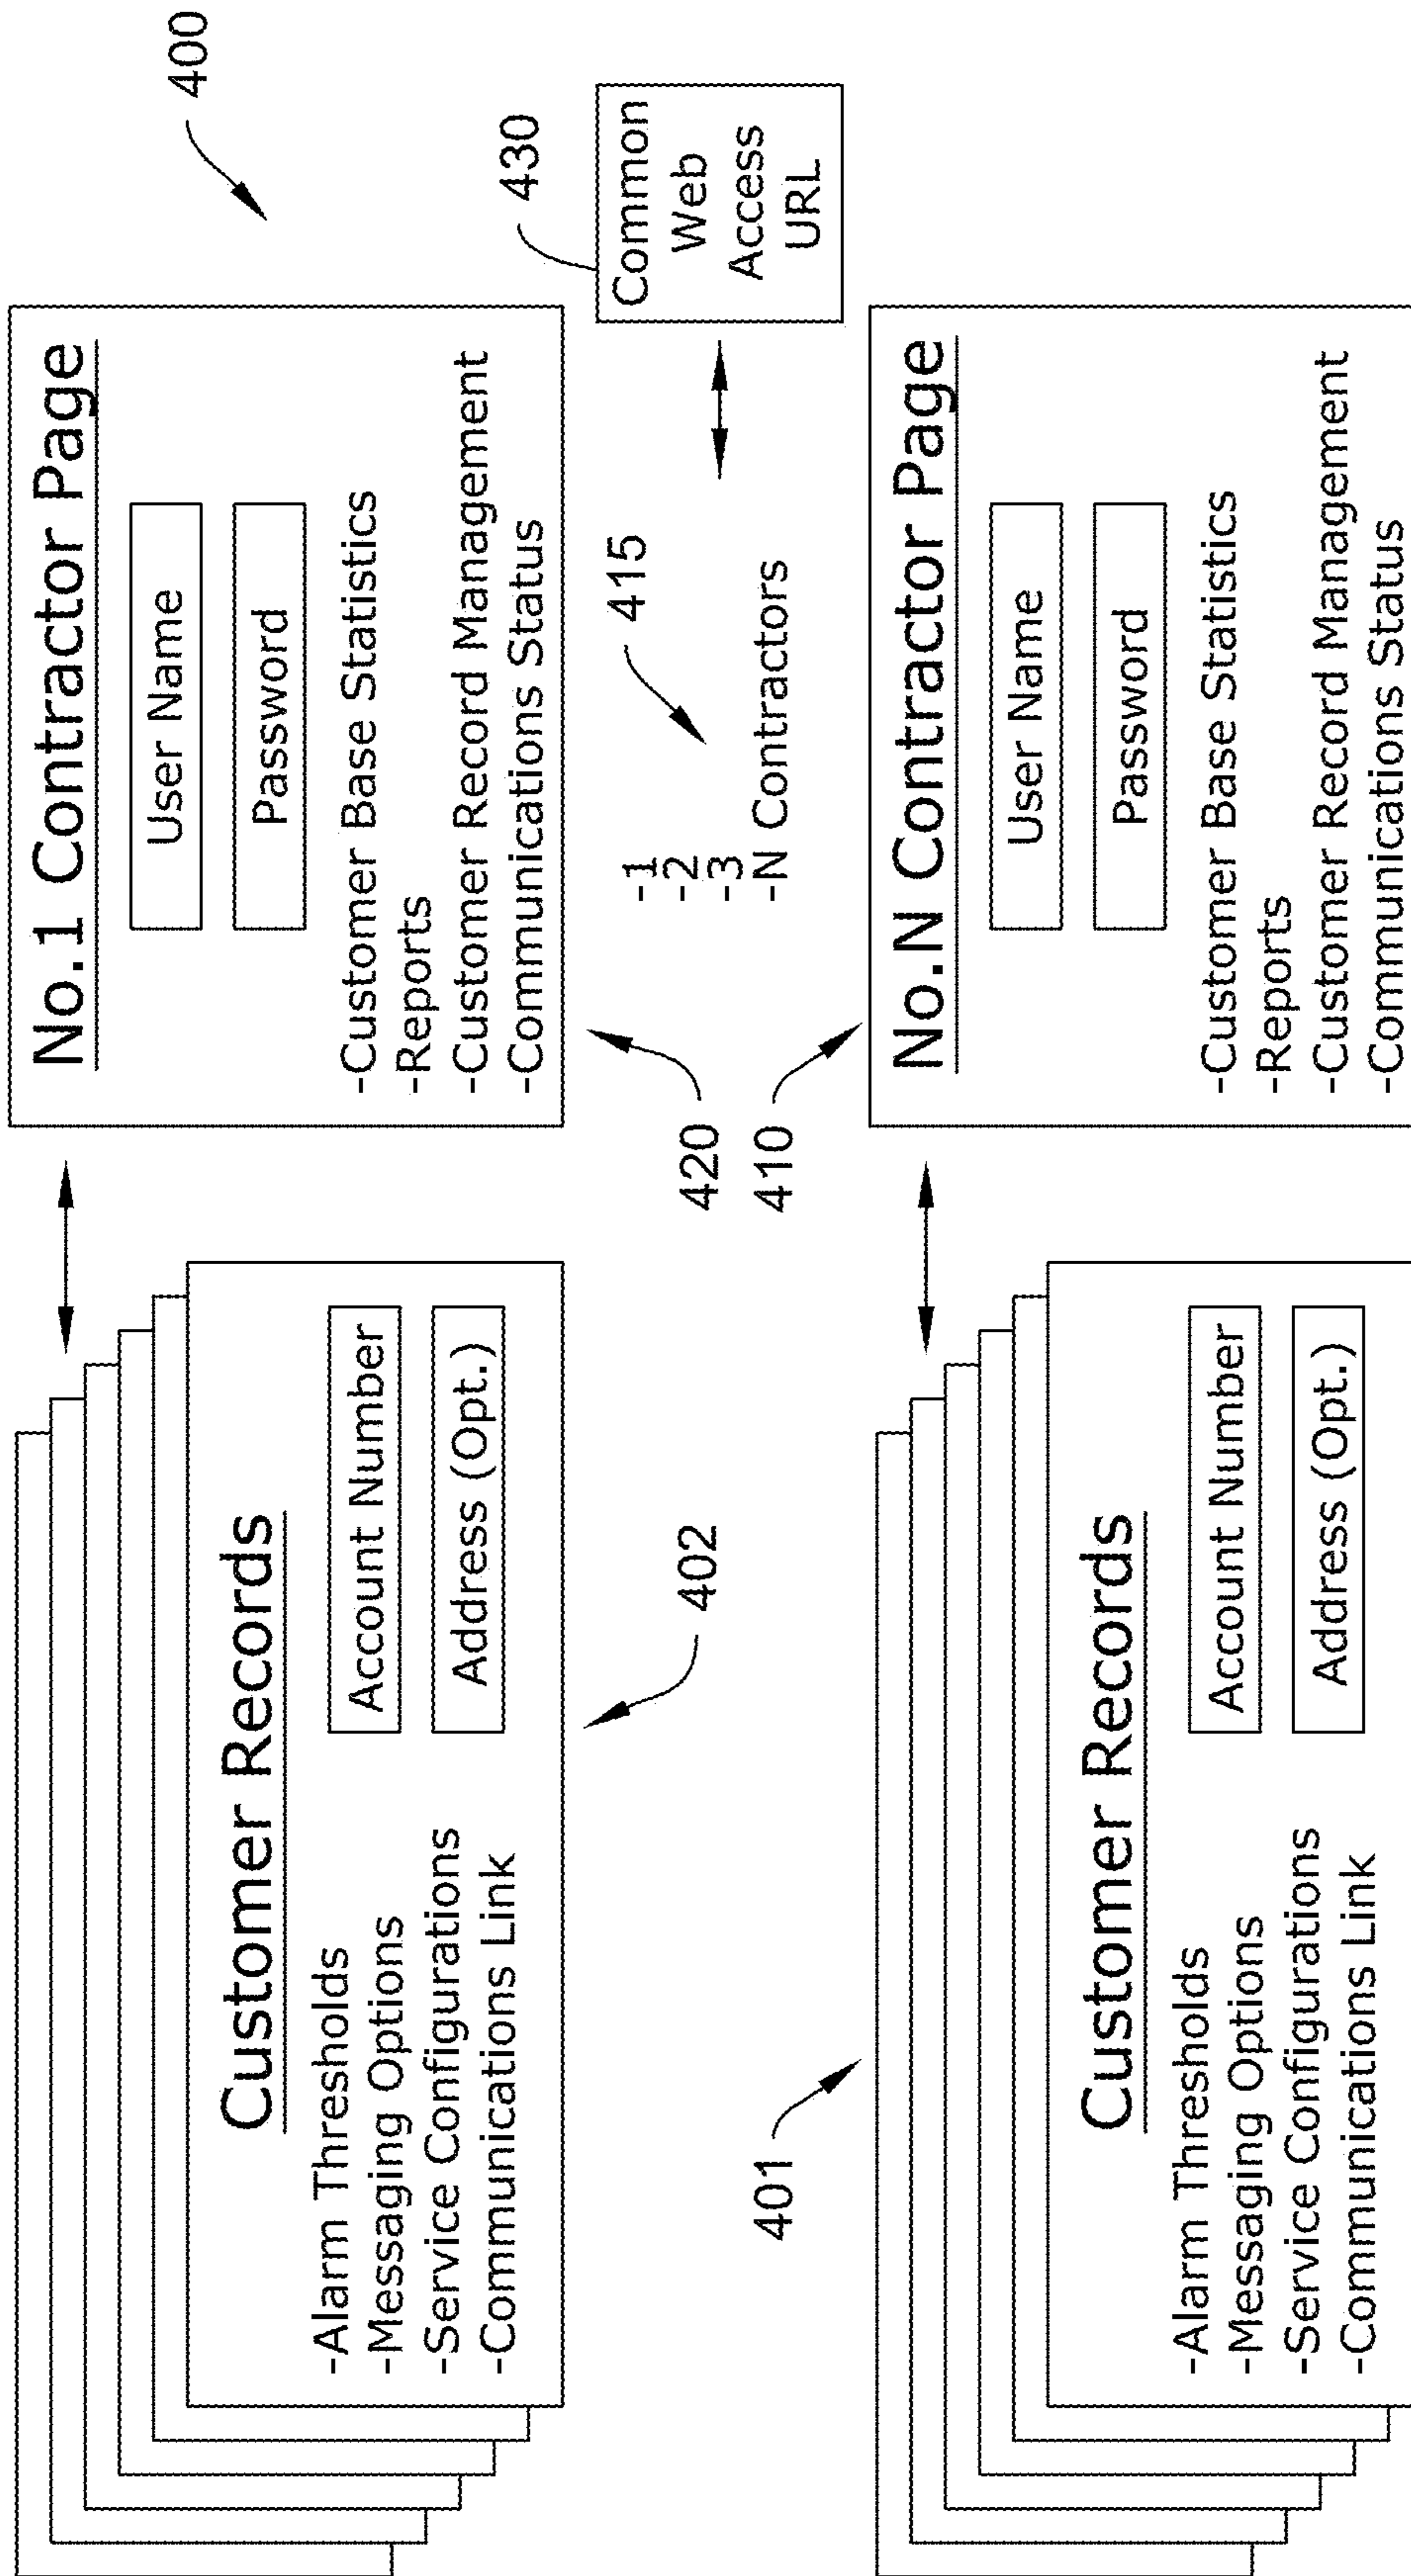 400
Customer Records
-Alarm Thresholds
-Messaging Options
-Service Configurations
-Communications Link
Account Number
Address (Opt.)
402
No.1 Contractor Page
User Name
Password
-Customer Base Statistics
-Reports
-Customer Record Management
-Communications Status
420
415
-1
-2
-3
-N Contractors
430
Common
Web
Access
URL
401
Customer Records
-Alarm Thresholds
-Messaging Options
-Service Configurations
-Communications Link
Account Number
Address (Opt.)
410
No.N Contractor Page
User Name
Password
-Customer Base Statistics
-Reports
-Customer Record Management
-Communications Status